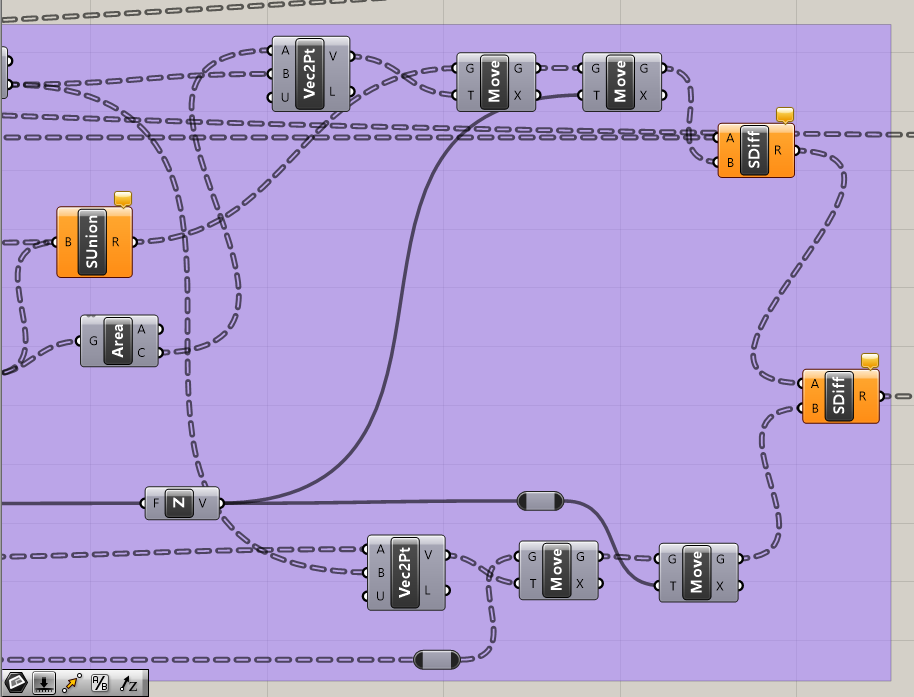 A Vec2Pt V
B
U L
G Move G
T X
G Move G
T X
A SDiff R
B
B SUnion R
G Area A
C
A SDiff R
B
F Z V
A Vec2Pt V
B
U L
G Move G
T X
G Move G
T X
A/B Z